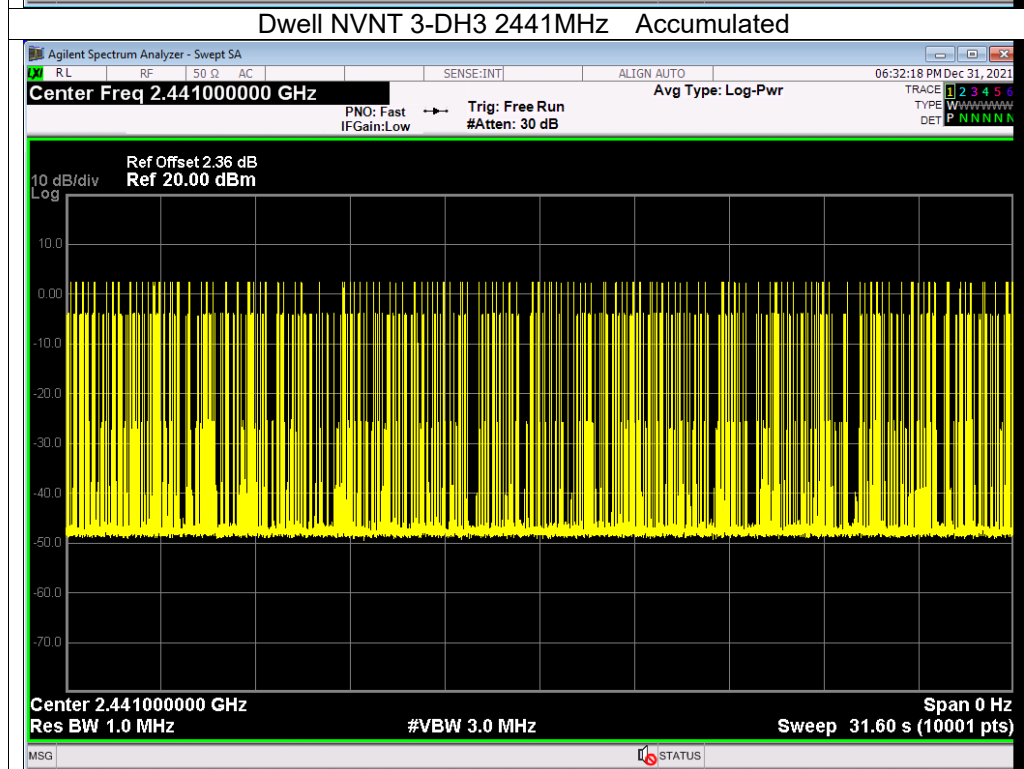 Dwell NVNT 3-DH3 2441MHz Accumulated
Agilent Spectrum Analyzer - Swept SA
LXI RL RF 50 Ω AC SENSE:INT ALIGN AUTO 06:32:18 PM Dec 31, 2021
Center Freq 2.441000000 GHz Avg Type: Log-Pwr TRACE 1 2 3 4 5 6
PNO: Fast Trig: Free Run TYPE WWWWWW
IFGain:Low #Atten: 30 dB DET P N N N N N
Ref Offset 2.36 dB
10 dB/div Ref 20.00 dBm
Log
10.0
0.00
-10.0
-20.0
-30.0
-40.0
-50.0
-60.0
-70.0
Center 2.441000000 GHz Span 0 Hz
Res BW 1.0 MHz #VBW 3.0 MHz Sweep 31.60 s (10001 pts)
MSG STATUS